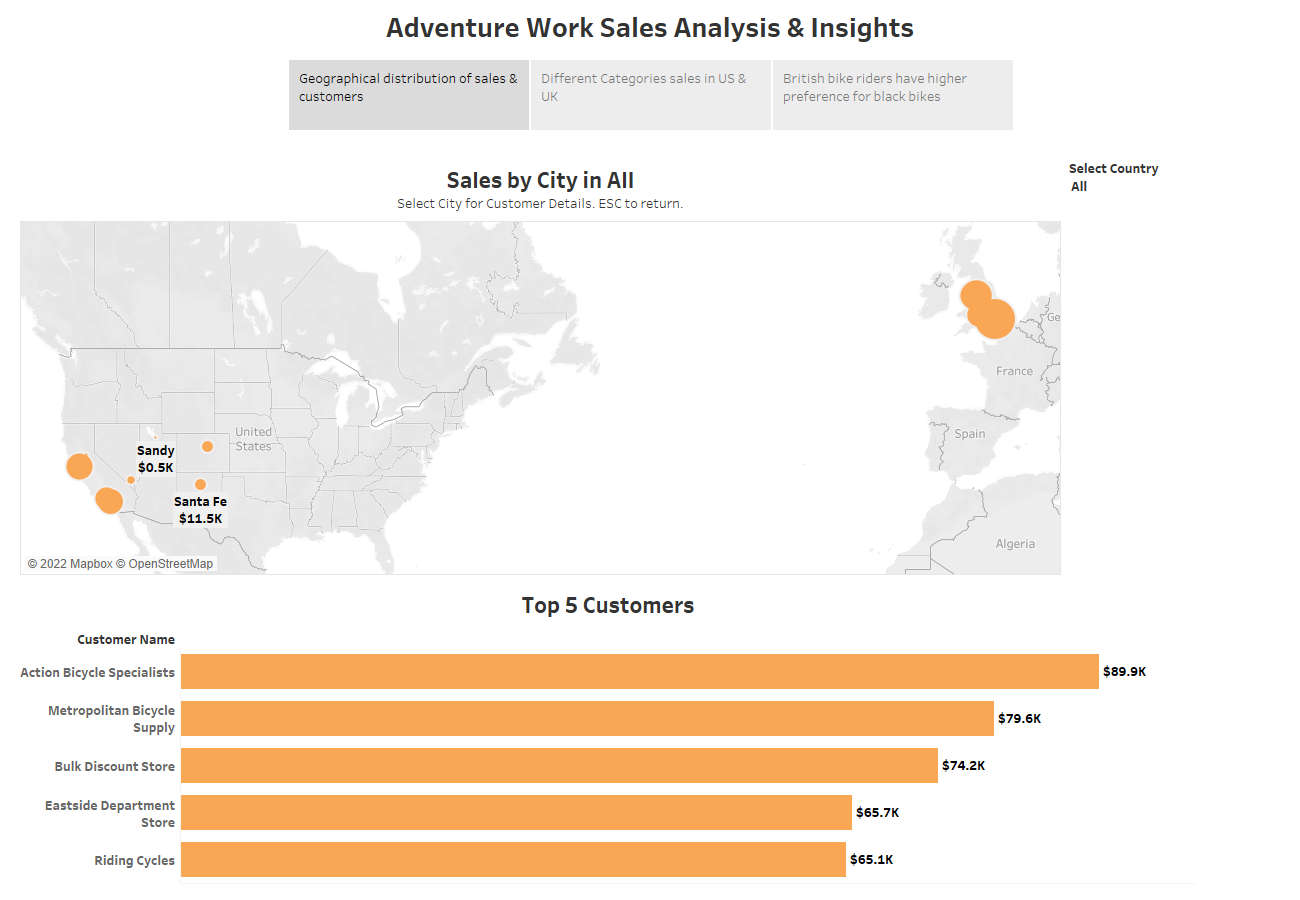 Adventure Work Sales Analysis & Insights
Geographical distribution of sales &
customers
Different Categories sales in US &
UK
British bike riders have higher
preference for black bikes
Sales by City in All
Select City for Customer Details. ESC to return.
Select Country
All
United
States
Sandy
$0.5K
Santa Fe
$11.5K
Ge
France
Spain
Algeria
© 2022 Mapbox © OpenStreetMap
Top 5 Customers
Customer Name
Action Bicycle Specialists
$89.9K
Metropolitan Bicycle
Supply
$79.6K
Bulk Discount Store
$74.2K
Eastside Department
Store
$65.7K
Riding Cycles
$65.1K